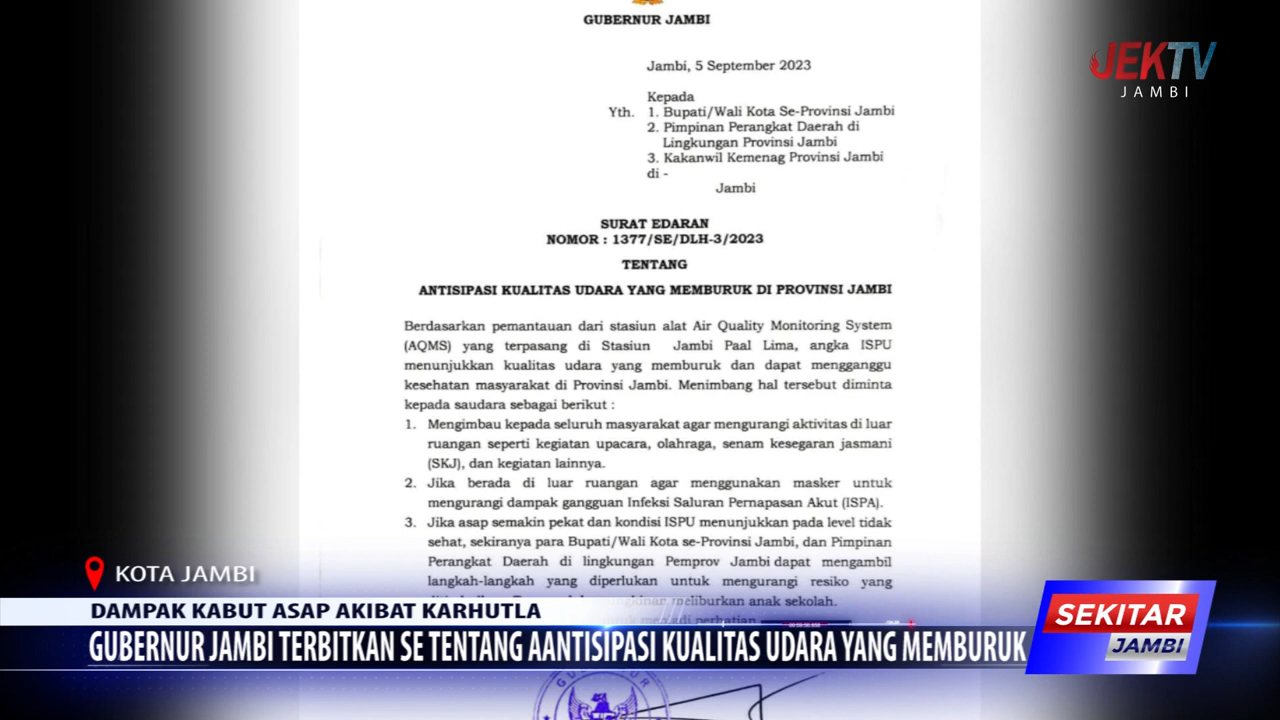 GUBERNUR JAMBI
Jambi, 5 September 2023
Kepada
Yth. 1. Bupati/Wali Kota Se-Provinsi Jambi
2. Pimpinan Perangkat Daerah di
Lingkungan Provinsi Jambi
3. Kakanwil Kemenag Provinsi Jambi
di -
Jambi
JEKTV
JAMBI
SURAT EDARAN
NOMOR : 1377/SE/DLH-3/2023
TENTANG
ANTISIPASI KUALITAS UDARA YANG MEMBURUK DI PROVINSI JAMBI
Berdasarkan pemantauan dari stasiun alat Air Quality Monitoring System
(AQMS) yang terpasang di Stasiun Jambi Paal Lima, angka ISPU
menunjukkan kualitas udara yang memburuk dan dapat mengganggu
kesehatan masyarakat di Provinsi Jambi. Menimbang hal tersebut diminta
kepada saudara sebagai berikut :
1. Mengimbau kepada seluruh masyarakat agar mengurangi aktivitas di luar
ruangan seperti kegiatan upacara, olahraga, senam kesegaran jasmani
(SKJ), dan kegiatan lainnya.
2. Jika berada di luar ruangan agar menggunakan masker untuk
mengurangi dampak gangguan Infeksi Saluran Pernapasan Akut (ISPA).
3. Jika asap semakin pekat dan kondisi ISPU menunjukkan pada level tidak
sehat, sekiranya para Bupati/Wali Kota se-Provinsi Jambi, dan Pimpinan
Perangkat Daerah di lingkungan Pemprov Jambi dapat mengambil
langkah-langkah yang diperlukan untuk mengurangi resiko yang
meliburkan anak sekolah.
KOTA JAMBI
DAMPAK KABUT ASAP AKIBAT KARHUTLA
GUBERNUR JAMBI TERBITKAN SE TENTANG AANTISIPASI KUALITAS UDARA YANG MEMBURUK
SEKITAR
JAMBI